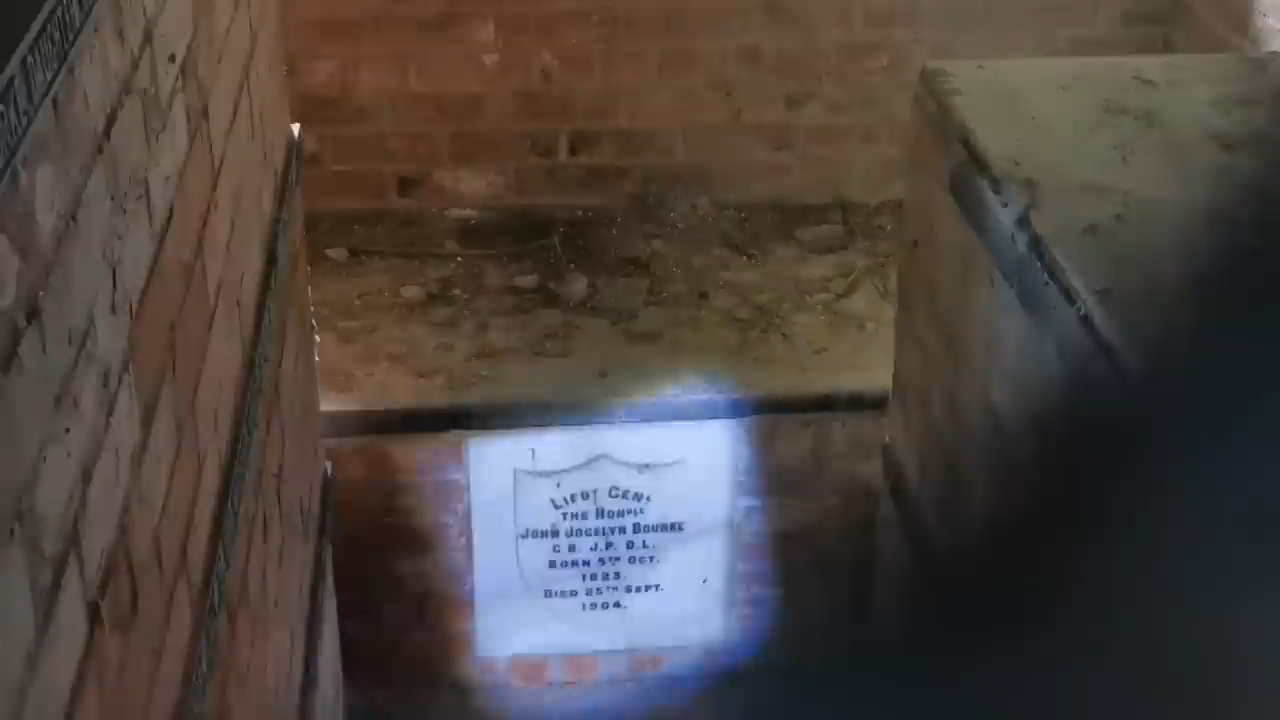 LIEUT GENL
THE HONBLE
JOHN JOCELYN BOURKE
C.B. J.P. D.L.
BORN 5TH OCT.
1823.
DIED 25TH SEPT.
1904.